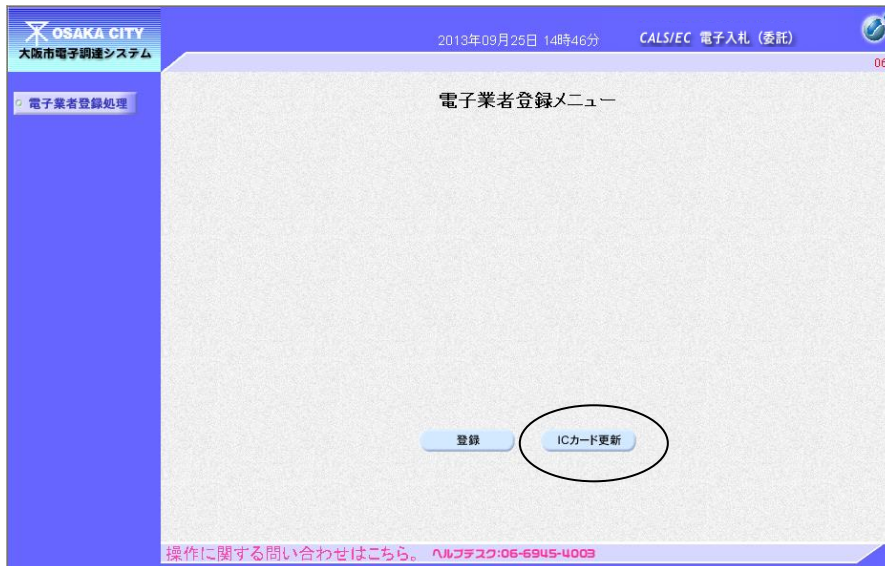 OSAKA CITY
大阪市電子調達システム
2013年09月25日 14時46分
CALS/EC 電子入札（委託）
06
電子業者登録処理
電子業者登録メニュー
登録
ICカード更新
操作に関する問い合わせはこちら。 ヘルプデスク:06-6945-4003